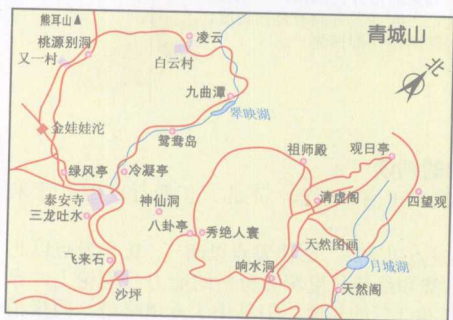 青城山
北
熊耳山
桃源别洞
又一村
凌云
白云村
九曲潭
翠映湖
金娃娃沱
鸳鸯岛
绿风亭
冷凝亭
祖师殿
观日亭
泰安寺
三龙吐水
神仙洞
清虚阁
四望观
八卦亭
秀绝人寰
天然图画
飞来石
响水洞
月城湖
沙坪
天然阁